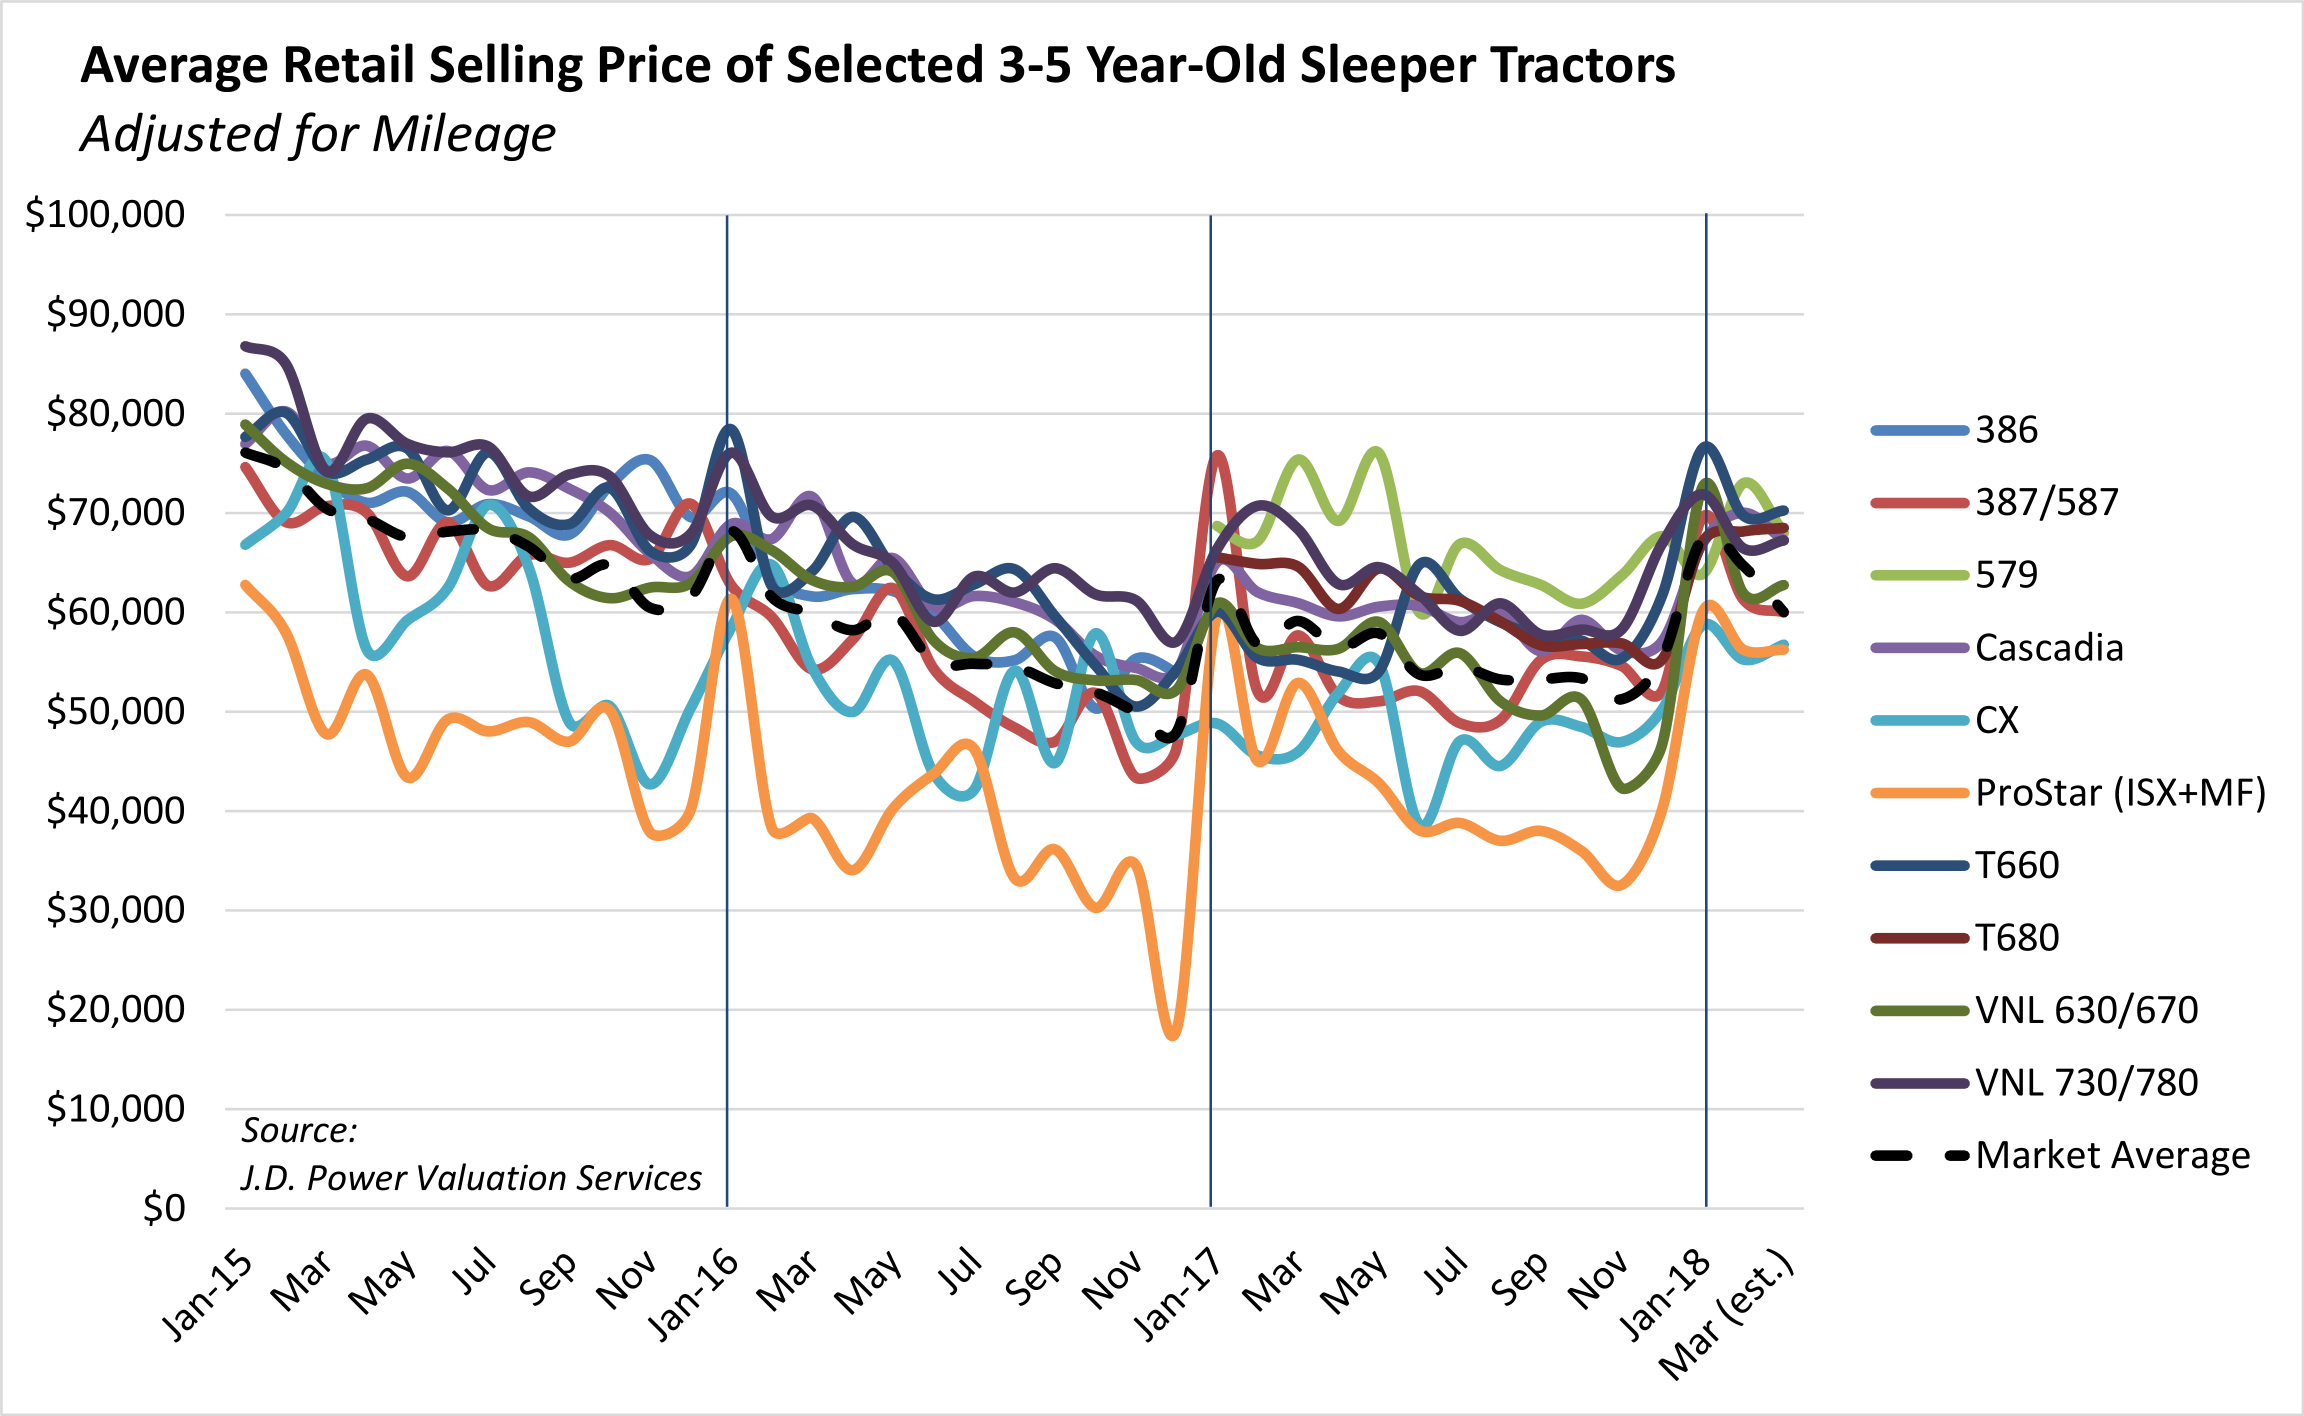 Average Retail Selling Price of Selected 3-5 Year-Old Sleeper Tractors
Adjusted for Mileage
$100,000
$90,000
$80,000
$70,000
$60,000
$50,000
$40,000
$30,000
$20,000
$10,000
$0
Source:
J.D. Power Valuation Services
Jan-15
Mar
May
Jul
Sep
Nov
Jan-16
Mar
May
Jul
Sep
Nov
Jan-17
Mar
May
Jul
Sep
Nov
Jan-18
Mar (est.)
386
387/587
579
Cascadia
CX
ProStar (ISX+MF)
T660
T680
VNL 630/670
VNL 730/780
Market Average